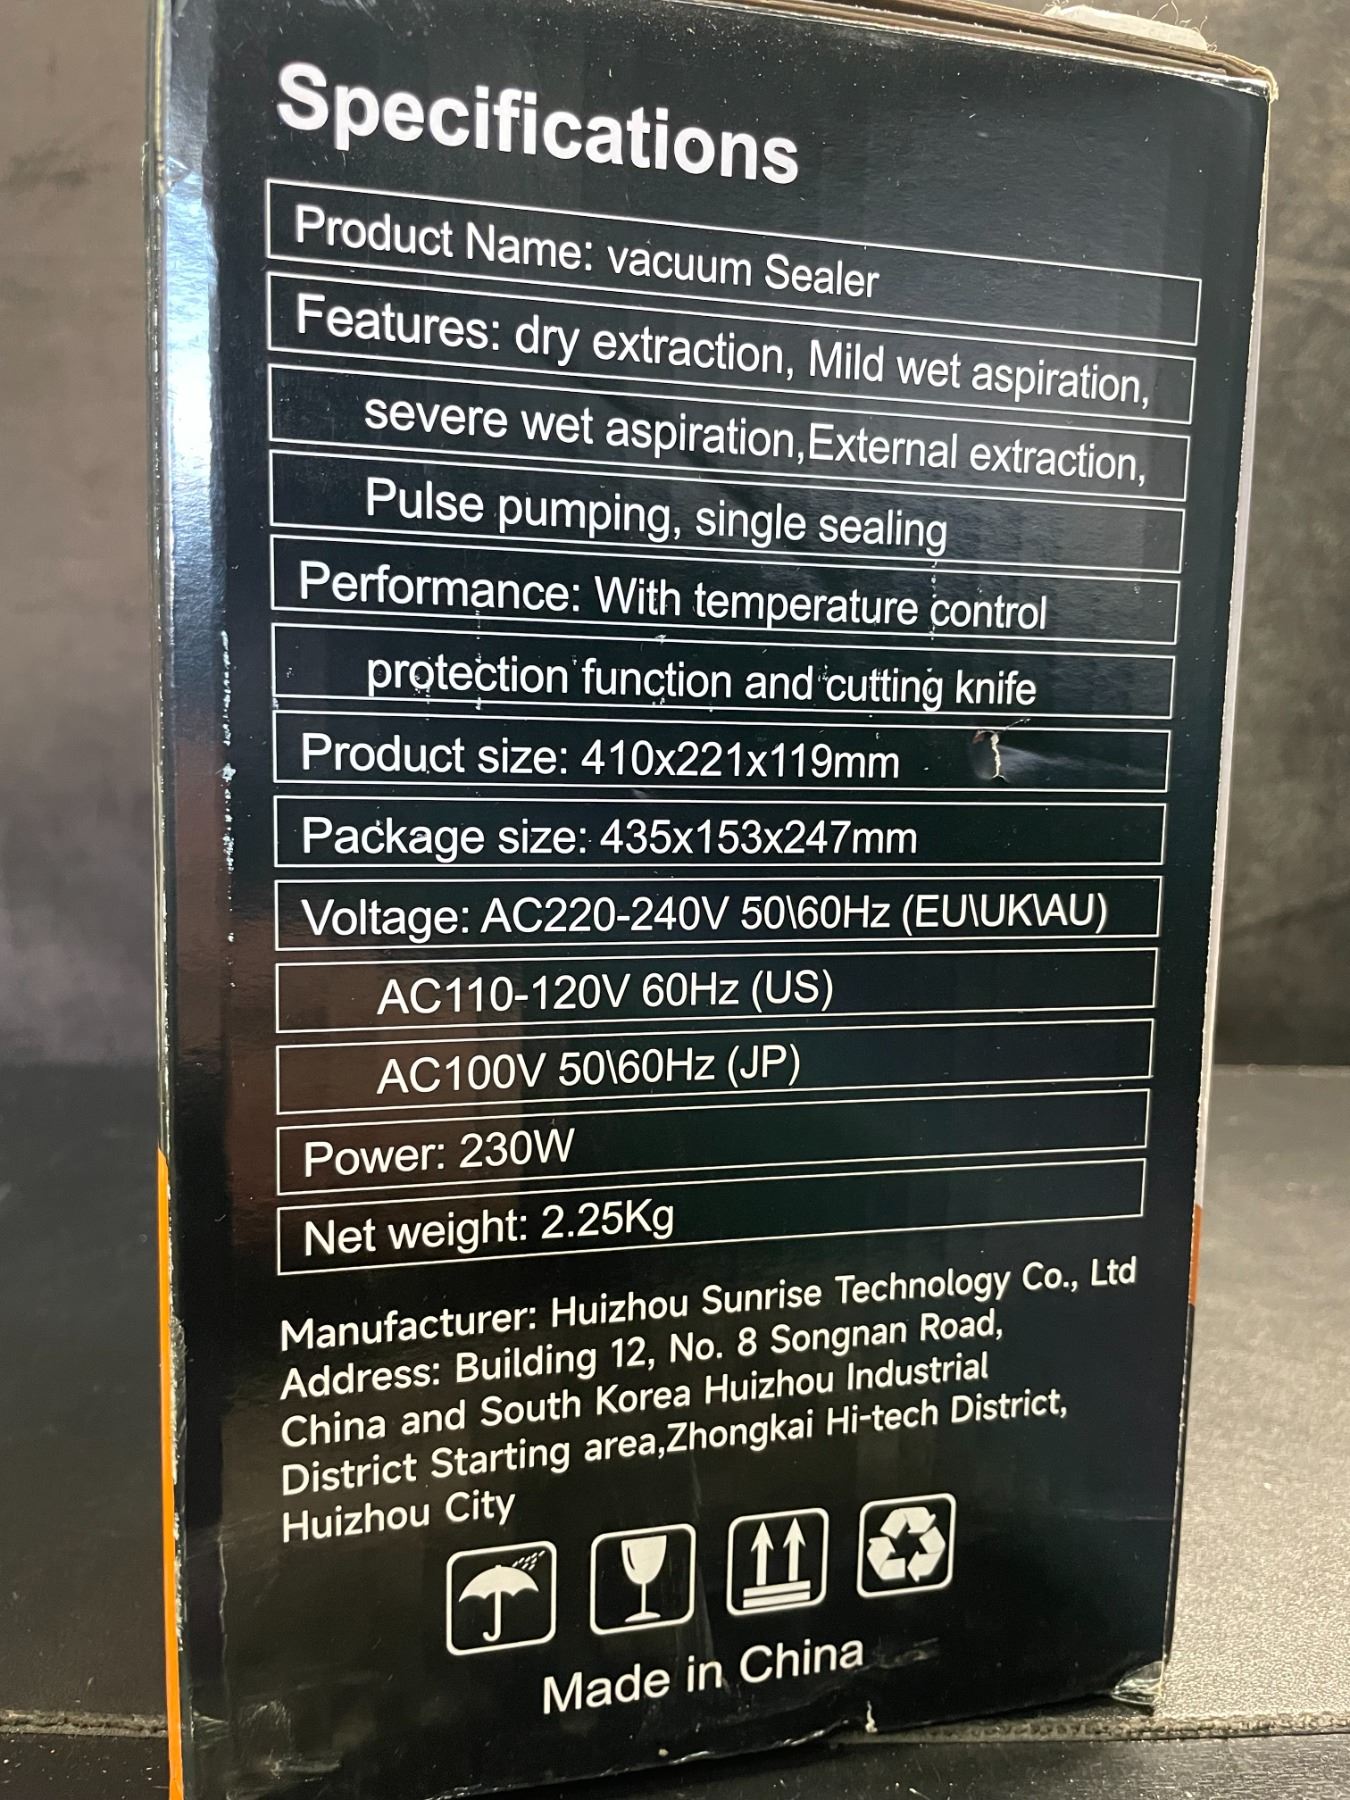 Specifications
Product Name: vacuum Sealer
Features: dry extraction, Mild wet aspiration,
severe wet aspiration,External extraction,
Pulse pumping, single sealing
Performance: With temperature control
protection function and cutting knife
Product size: 410x221x119mm
Package size: 435x153x247mm
Voltage: AC220-240V 50\60Hz (EU\UK\AU)
AC110-120V 60Hz (US)
AC100V 50\60Hz (JP)
Power: 230W
Net weight: 2.25Kg
Manufacturer: Huizhou Sunrise Technology Co., Ltd
Address: Building 12, No. 8 Songnan Road,
China and South Korea Huizhou Industrial
District Starting area,Zhongkai Hi-tech District,
Huizhou City
Made in China